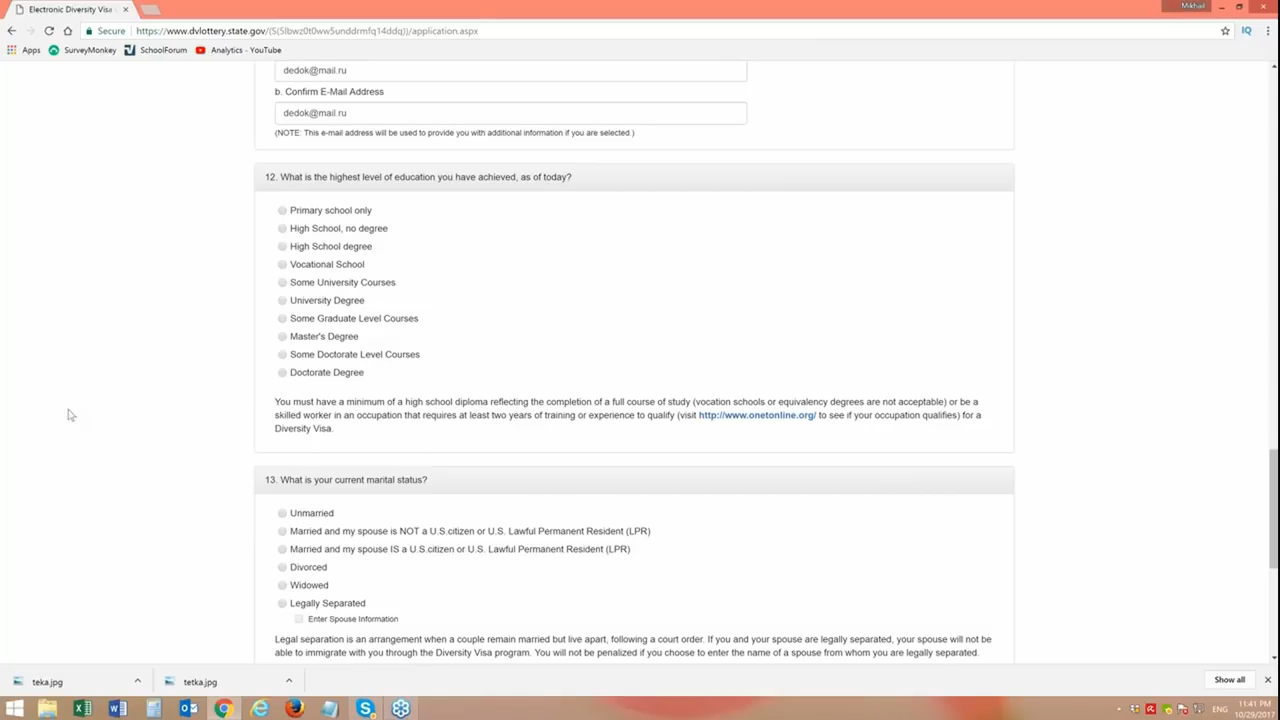 Electronic Diversity Visa
Mikhail
Secure
https://www.dvlottery.state.gov/(S(5lbwz0t0ww5unddrmfq14ddq))/application.aspx
Apps
SurveyMonkey
SchoolForum
Analytics - YouTube
dedok@mail.ru
b. Confirm E-Mail Address
dedok@mail.ru
(NOTE: This e-mail address will be used to provide you with additional information if you are selected.)
12. What is the highest level of education you have achieved, as of today?
Primary school only
High School, no degree
High School degree
Vocational School
Some University Courses
University Degree
Some Graduate Level Courses
Master's Degree
Some Doctorate Level Courses
Doctorate Degree
You must have a minimum of a high school diploma reflecting the completion of a full course of study (vocation schools or equivalency degrees are not acceptable) or be a
skilled worker in an occupation that requires at least two years of training or experience to qualify (visit http://www.onetonline.org/ to see if your occupation qualifies) for a
Diversity Visa.
13. What is your current marital status?
Unmarried
Married and my spouse is NOT a U.S.citizen or U.S. Lawful Permanent Resident (LPR)
Married and my spouse IS a U.S.citizen or U.S. Lawful Permanent Resident (LPR)
Divorced
Widowed
Legally Separated
Enter Spouse Information
Legal separation is an arrangement when a couple remain married but live apart, following a court order. If you and your spouse are legally separated, your spouse will not be
able to immigrate with you through the Diversity Visa program. You will not be penalized if you choose to enter the name of a spouse from whom you are legally separated.
teka.jpg
tetka.jpg
Show all
ENG
11:41 PM
10/29/2017